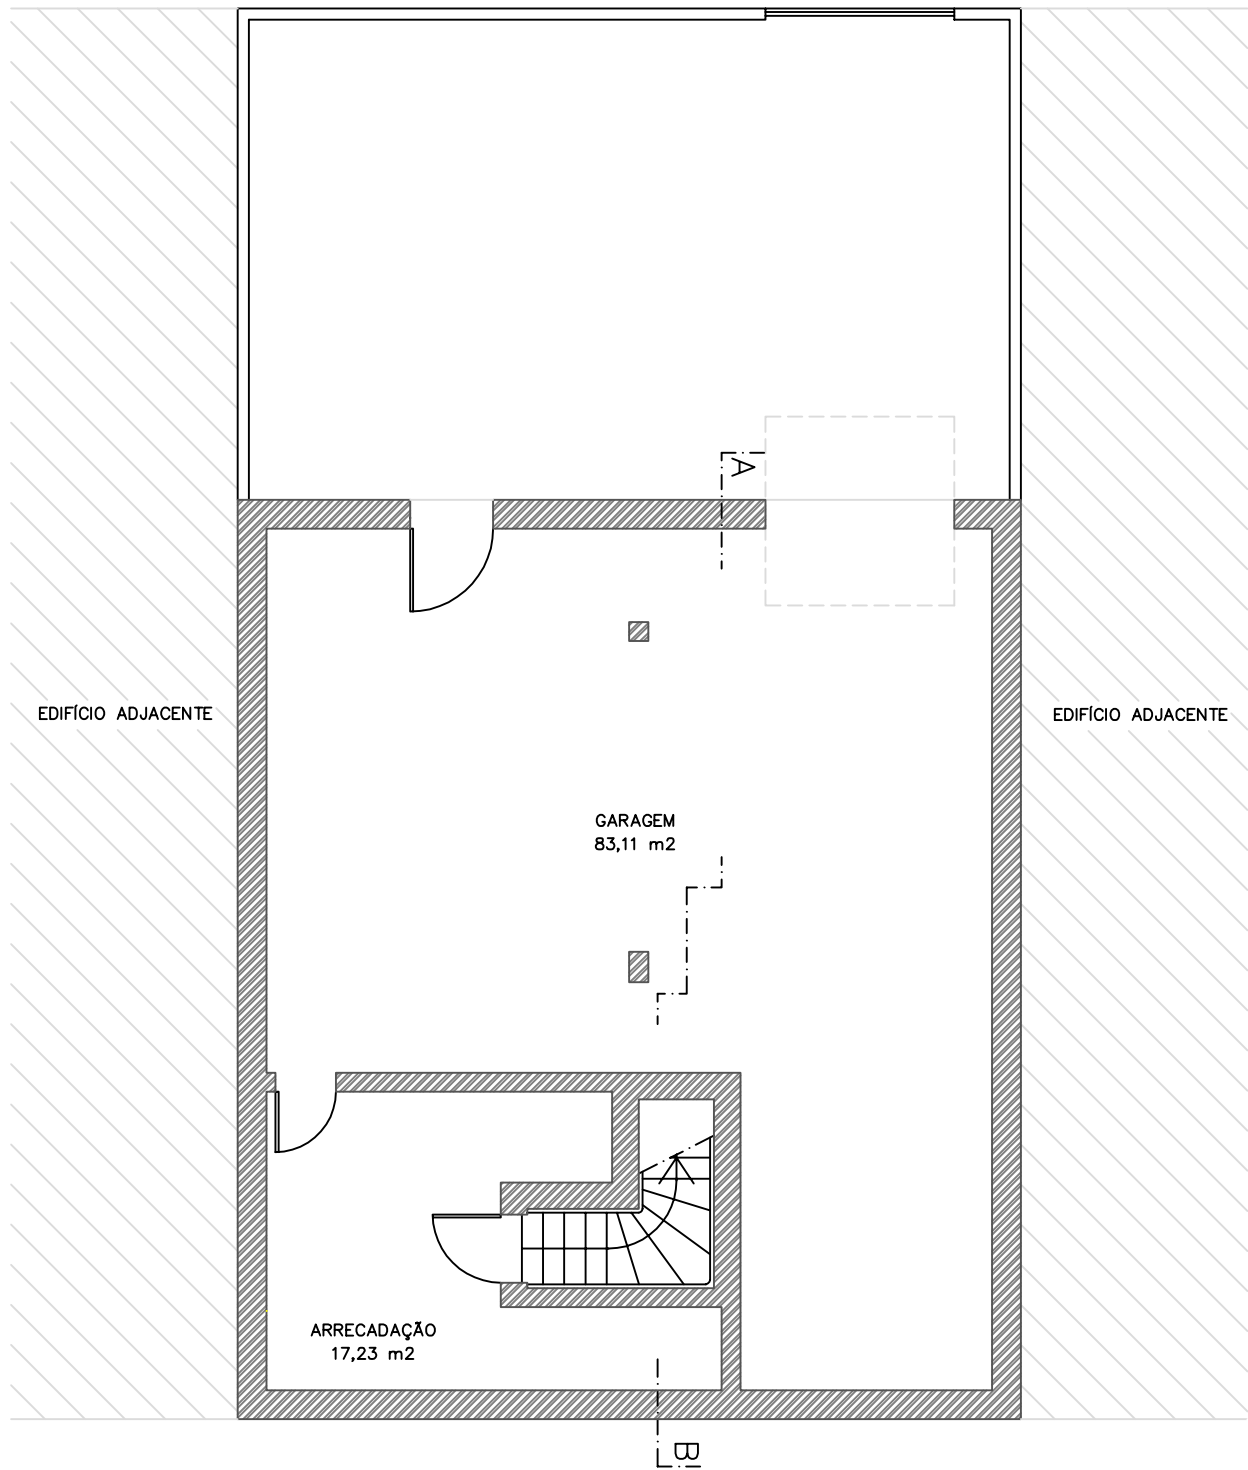 A
EDIFÍCIO ADJACENTE
EDIFÍCIO ADJACENTE
GARAGEM
83,11 m2
ARRECADAÇÃO
17,23 m2
B